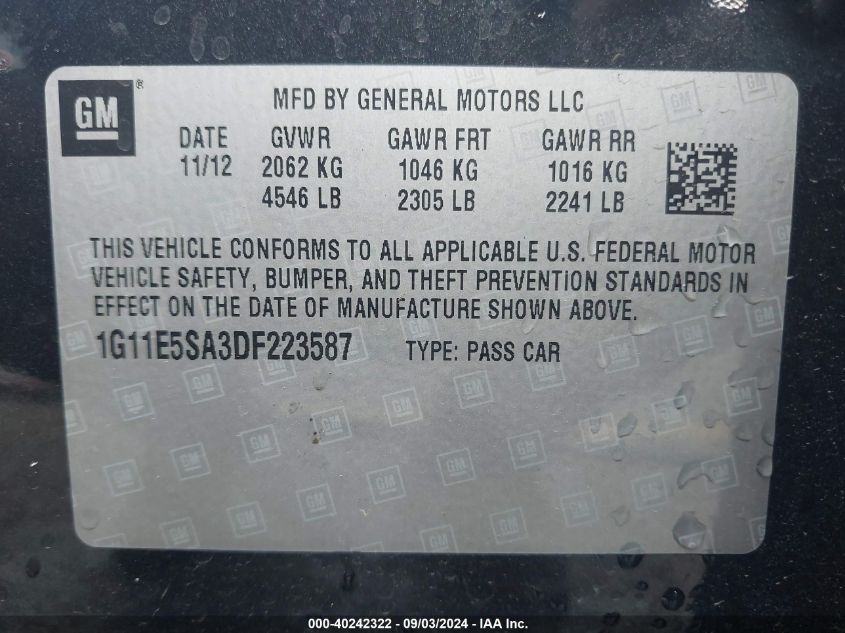 GM
®
MFD BY GENERAL MOTORS LLC
DATE GVWR GAWR FRT GAWR RR
11/12 2062 KG 1046 KG 1016 KG
4546 LB 2305 LB 2241 LB
THIS VEHICLE CONFORMS TO ALL APPLICABLE U.S. FEDERAL MOTOR
VEHICLE SAFETY, BUMPER, AND THEFT PREVENTION STANDARDS IN
EFFECT ON THE DATE OF MANUFACTURE SHOWN ABOVE.
1G11E5SA3DF223587 TYPE: PASS CAR
000-40242322 - 09/03/2024 - IAA Inc.